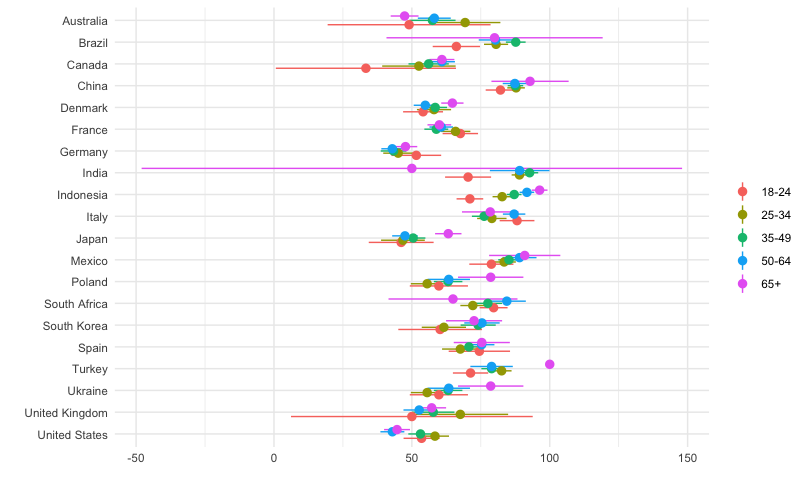 Australia
Brazil
Canada
China
Denmark
France
Germany
India
Indonesia
Italy
Japan
Mexico
Poland
South Africa
South Korea
Spain
Turkey
Ukraine
United Kingdom
United States
-50 0 50 100 150
18-24
25-34
35-49
50-64
65+